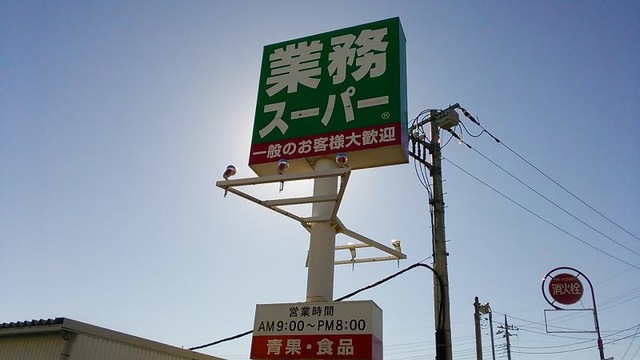 業務
スーパー®
一般のお客様大歓迎
営業時間
AM9:00～PM8:00
青果・食品
消火栓